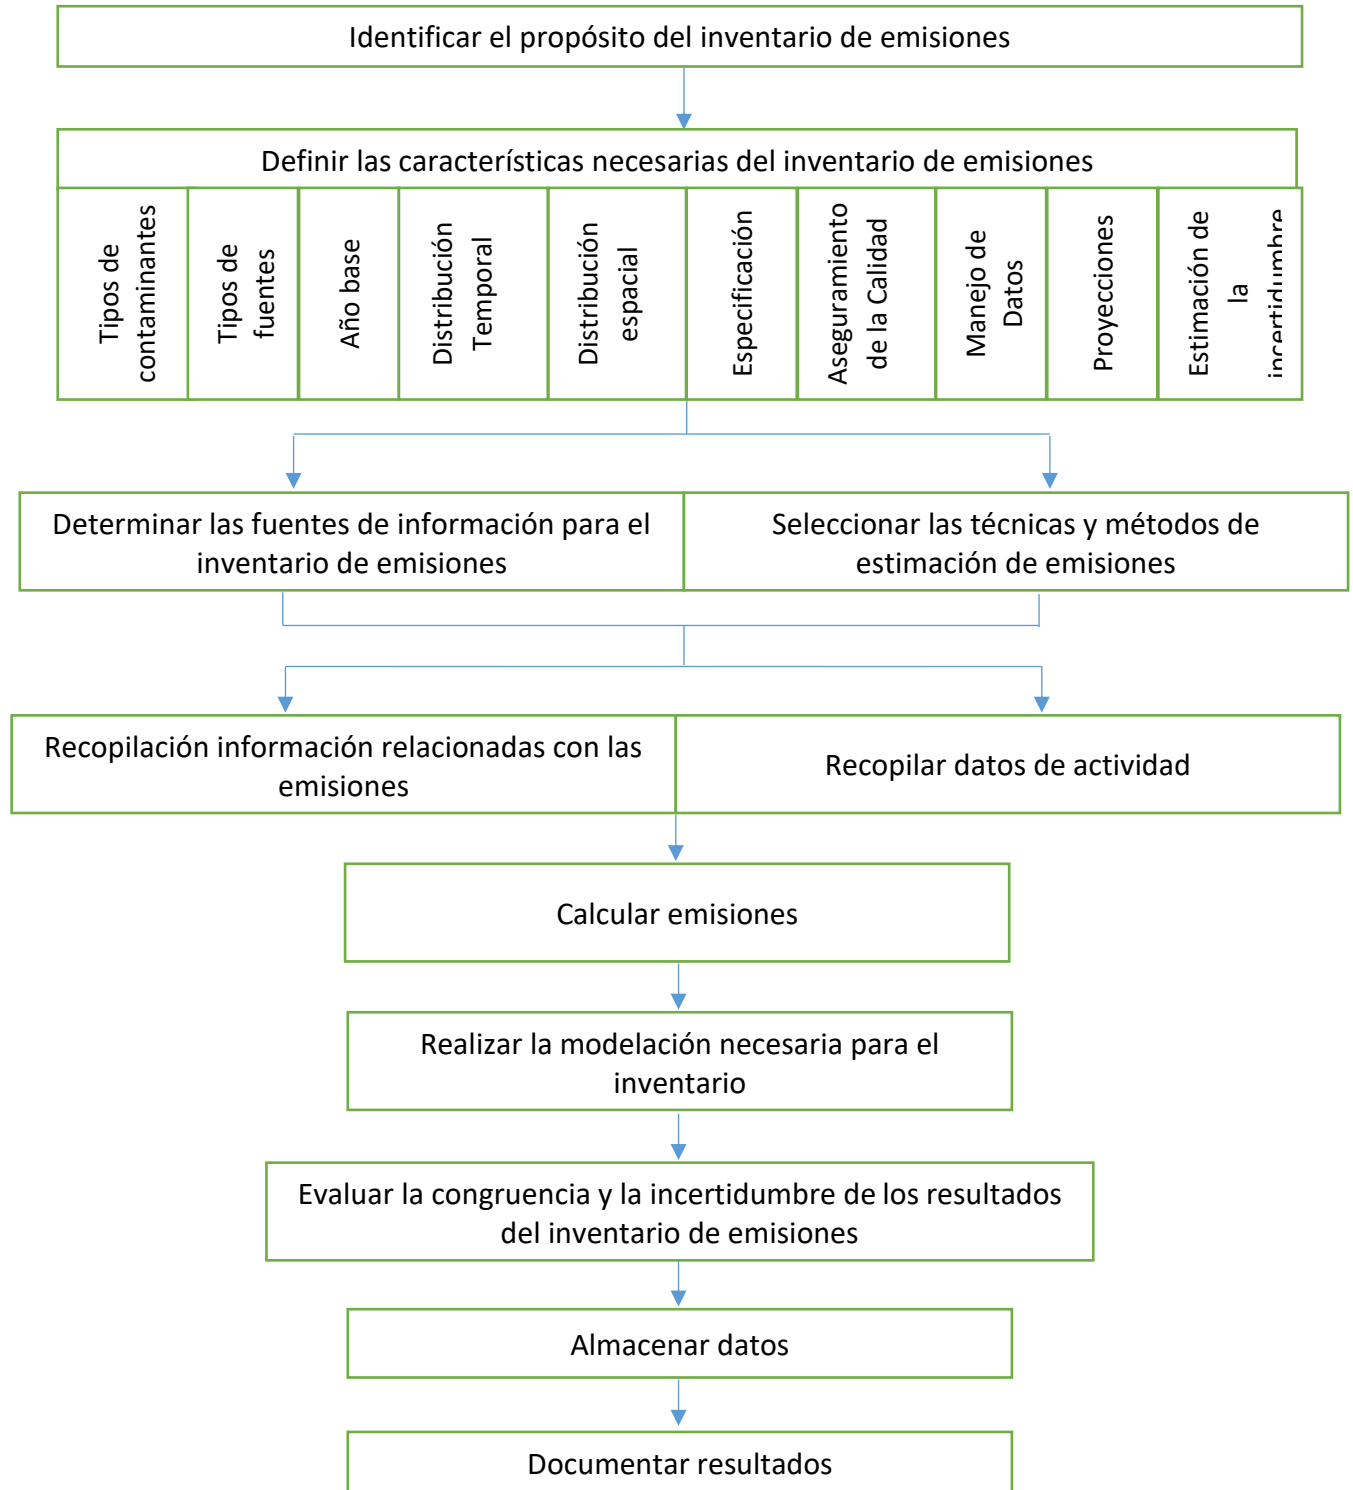 Identificar el propósito del inventario de emisiones
Definir las características necesarias del inventario de emisiones
Tipos de
contaminantes
Tipos de
fuentes
Año base
Distribución
Temporal
Distribución
espacial
Especificación
Aseguramiento
de la Calidad
Manejo de
Datos
Proyecciones
Estimación de
la
incertidumbre
Determinar las fuentes de información para el
inventario de emisiones
Seleccionar las técnicas y métodos de
estimación de emisiones
Recopilación información relacionadas con las
emisiones
Recopilar datos de actividad
Calcular emisiones
Realizar la modelación necesaria para el
inventario
Evaluar la congruencia y la incertidumbre de los resultados
del inventario de emisiones
Almacenar datos
Documentar resultados